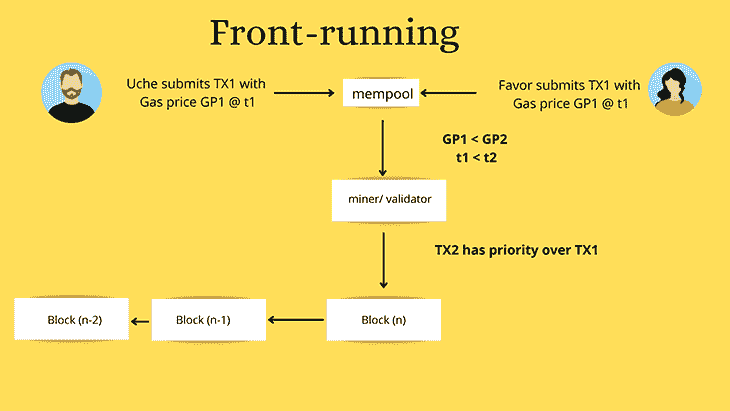 Front-running
Uche submits TX1 with
Gas price GP1 @ t1
mempool
Favor submits TX1 with
Gas price GP1 @ t1
GP1 < GP2
t1 < t2
miner/ validator
TX2 has priority over TX1
Block (n-2)
Block (n-1)
Block (n)